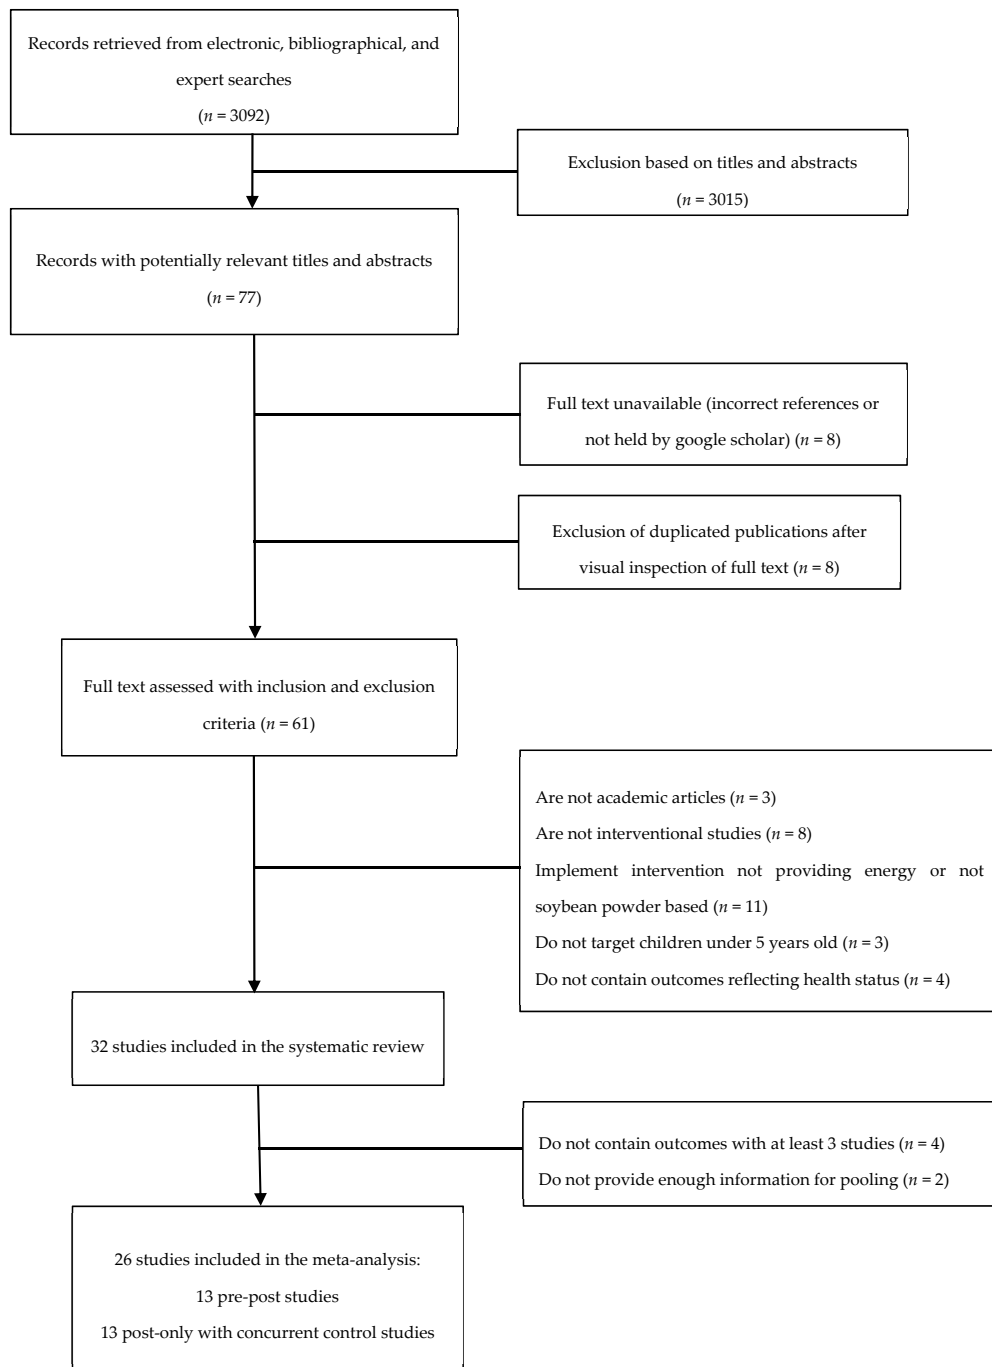 Records retrieved from electronic, bibliographical, and
expert searches
(n = 3092)
Exclusion based on titles and abstracts
(n = 3015)
Records with potentially relevant titles and abstracts
(n = 77)
Full text unavailable (incorrect references or
not held by google scholar) (n = 8)
Exclusion of duplicated publications after
visual inspection of full text (n = 8)
Full text assessed with inclusion and exclusion
criteria (n = 61)
Are not academic articles (n = 3)
Are not interventional studies (n = 8)
Implement intervention not providing energy or not
soybean powder based (n = 11)
Do not target children under 5 years old (n = 3)
Do not contain outcomes reflecting health status (n = 4)
32 studies included in the systematic review
Do not contain outcomes with at least 3 studies (n = 4)
Do not provide enough information for pooling (n = 2)
26 studies included in the meta-analysis:
13 pre-post studies
13 post-only with concurrent control studies